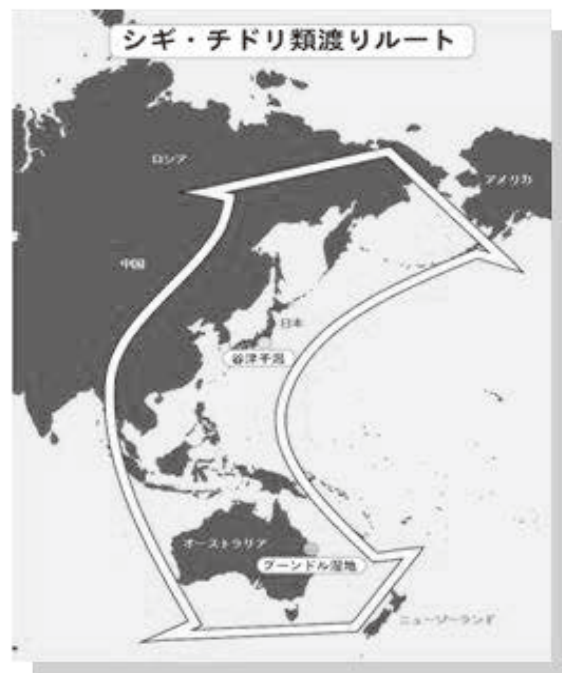 シギ・チドリ類渡りルート
ロシア
アメリカ
中国
日本
谷津干潟
オーストラリア
ブーンドル湿地
ニュージーランド